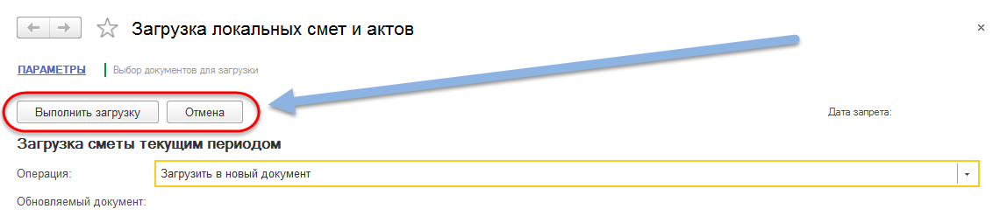 Загрузка локальных смет и актов
ПАРАМЕТРЫ Выбор документов для загрузки
Выполнить загрузку Отмена Дата запрета:
Загрузка сметы текущим периодом
Операция: Загрузить в новый документ
Обновляемый документ: